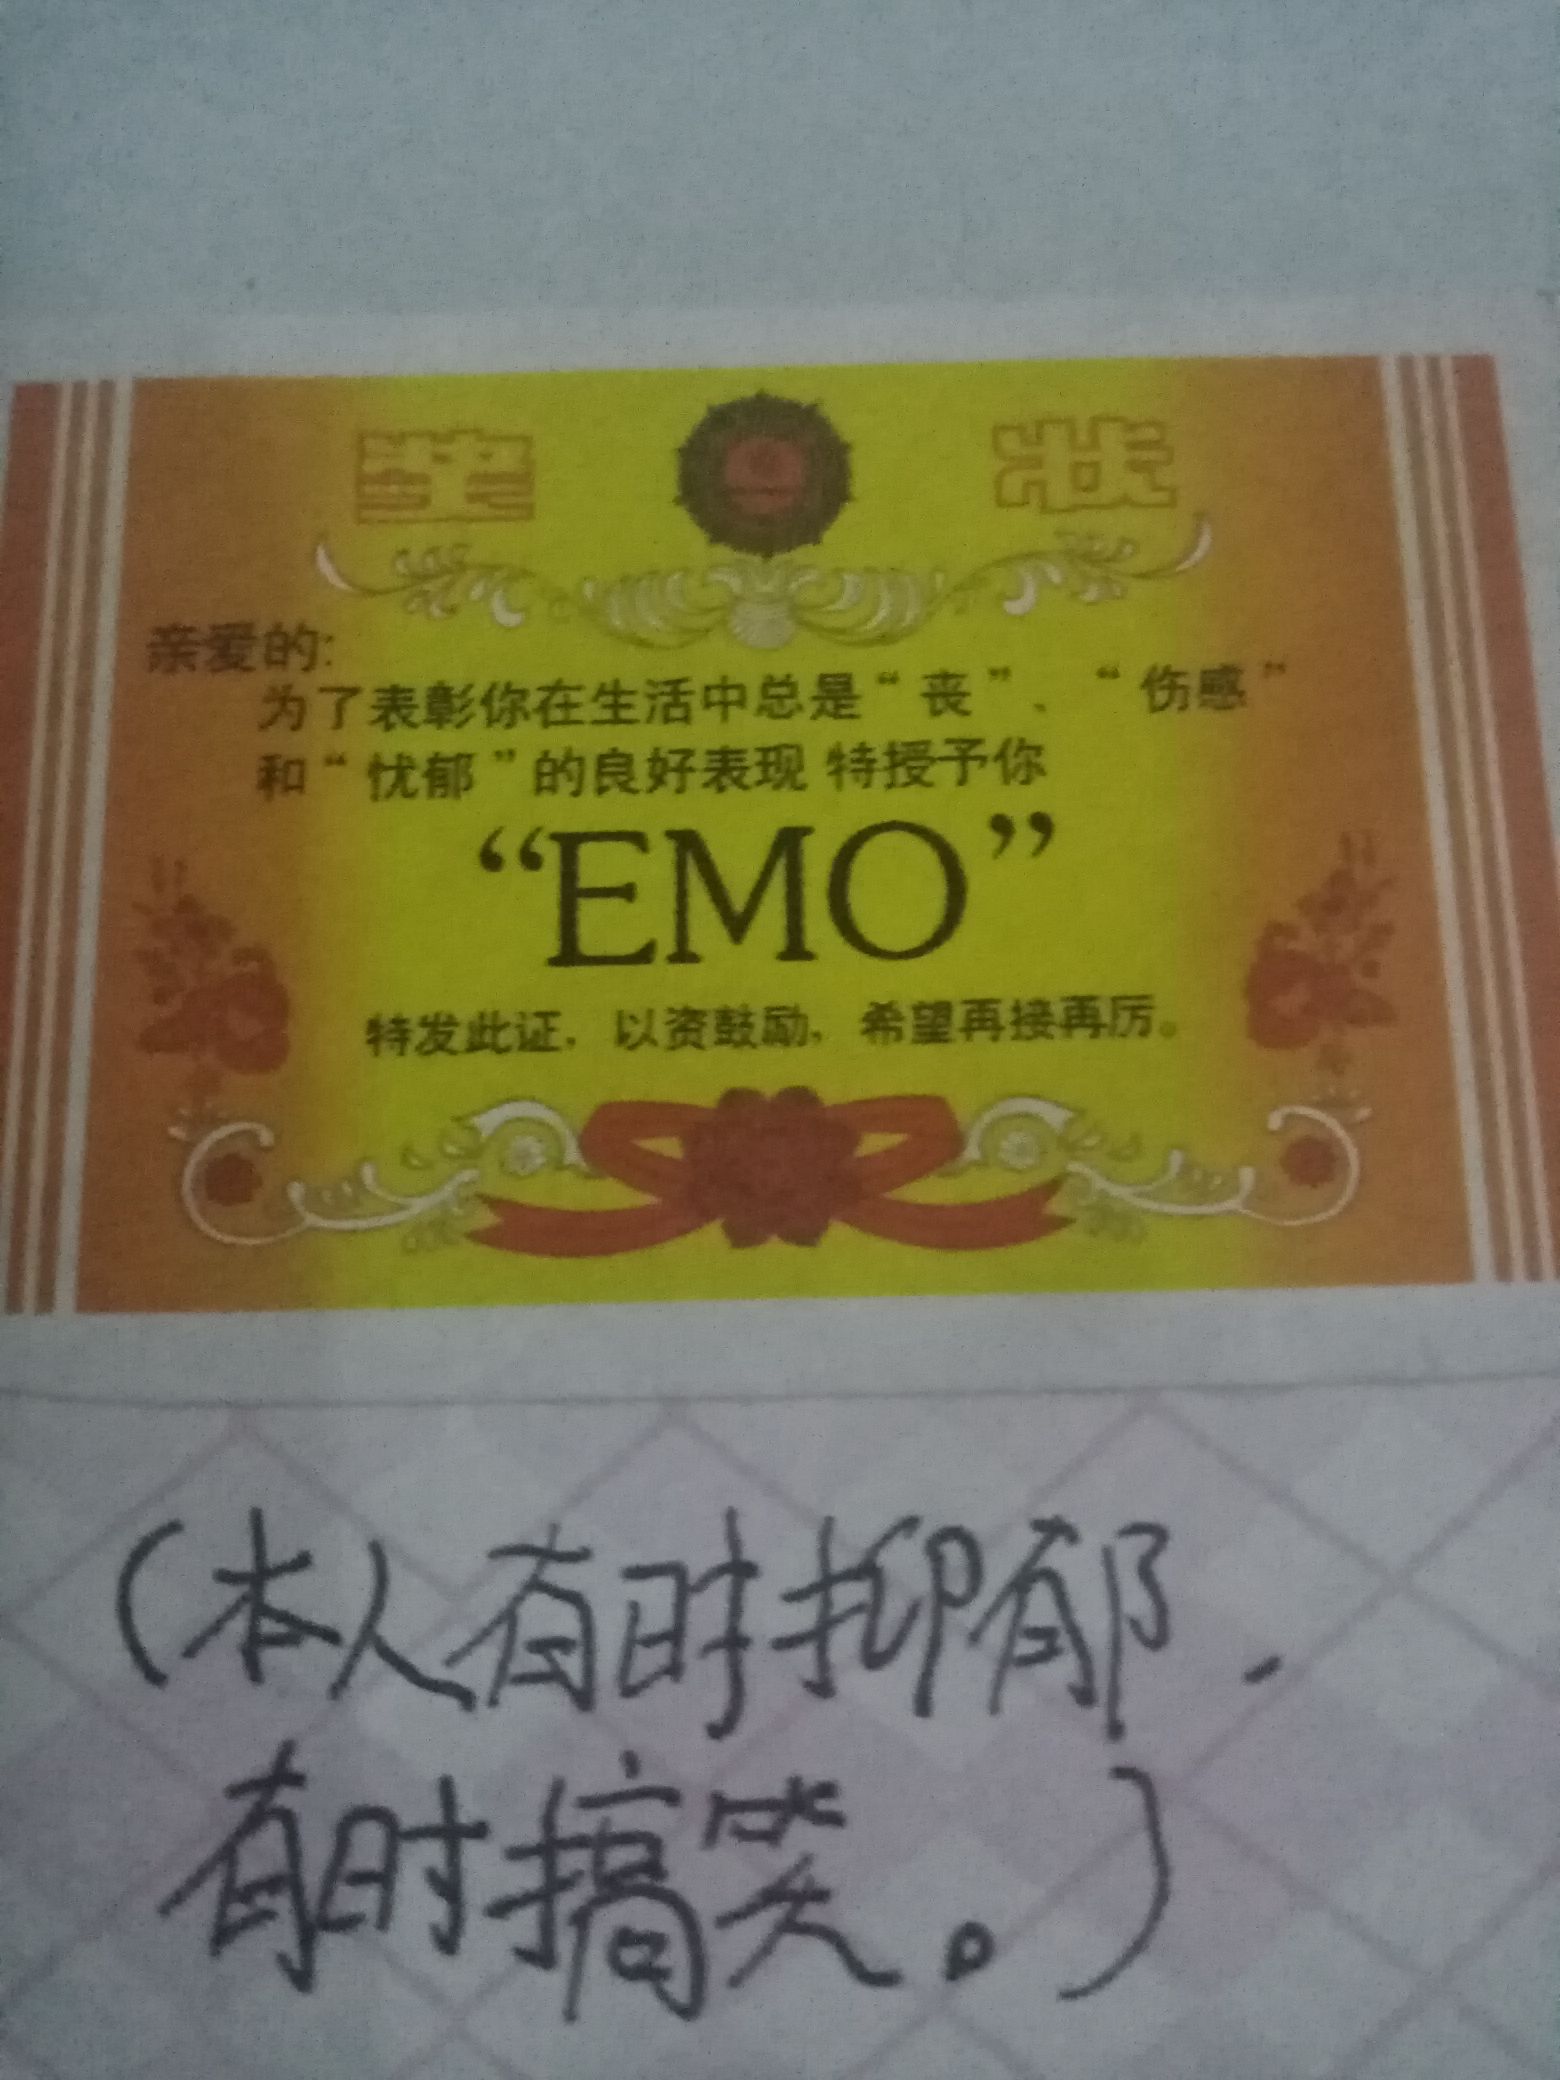 奖 状
亲爱的:
为了表彰你在生活中总是“丧”、“伤感”
和“忧郁”的良好表现 特授予你
“EMO”
特发此证，以资鼓励，希望再接再厉。
(本人有时抑郁、
有时搞笑。)